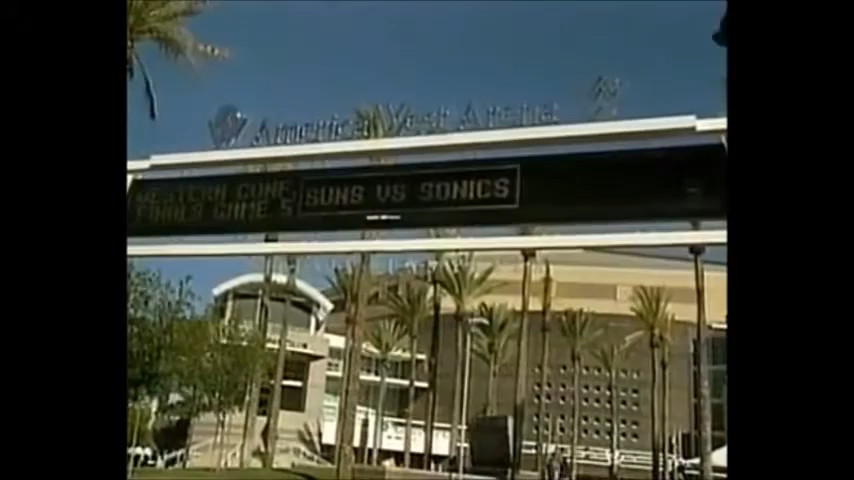 America West Arena
WESTERN CONF.
FINALS GAME 5
SUNS VS SONICS